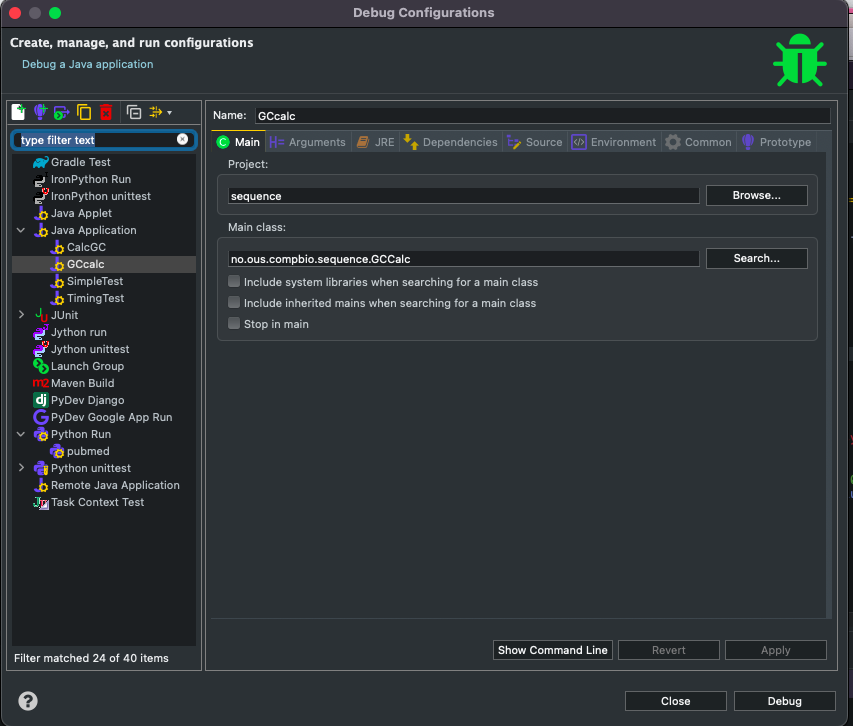 Debug Configurations
Create, manage, and run configurations
Debug a Java application
type filter text
Gradle Test
IronPython Run
IronPython unittest
Java Applet
Java Application
CalcGC
GCcalc
SimpleTest
TimingTest
JUnit
Jython run
Jython unittest
Launch Group
m2 Maven Build
dj PyDev Django
PyDev Google App Run
Python Run
pubmed
Python unittest
Remote Java Application
Task Context Test
Filter matched 24 of 40 items
Name: GCcalc
Main Arguments JRE Dependencies Source Environment Common Prototype
Project:
sequence Browse...
Main class:
no.ous.compbio.sequence.GCCalc Search...
Include system libraries when searching for a main class
Include inherited mains when searching for a main class
Stop in main
Show Command Line Revert Apply
? Close Debug